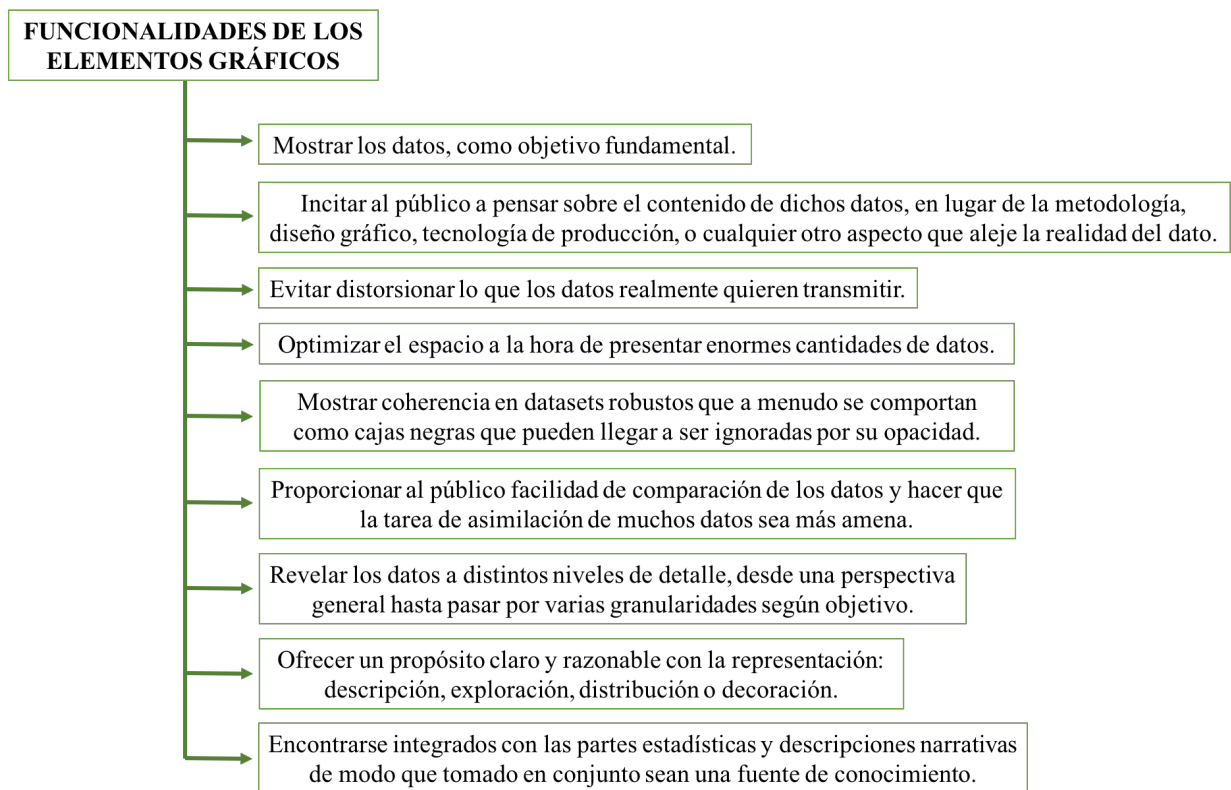 FUNCIONALIDADES DE LOS
ELEMENTOS GRÁFICOS
Mostrar los datos, como objetivo fundamental.
Incitar al público a pensar sobre el contenido de dichos datos, en lugar de la metodología,
diseño gráfico, tecnología de producción, o cualquier otro aspecto que aleje la realidad del dato.
Evitar distorsionar lo que los datos realmente quieren transmitir.
Optimizar el espacio a la hora de presentar enormes cantidades de datos.
Mostrar coherencia en datasets robustos que a menudo se comportan
como cajas negras que pueden llegar a ser ignoradas por su opacidad.
Proporcionar al público facilidad de comparación de los datos y hacer que
la tarea de asimilación de muchos datos sea más amena.
Revelar los datos a distintos niveles de detalle, desde una perspectiva
general hasta pasar por varias granularidades según objetivo.
Ofrecer un propósito claro y razonable con la representación:
descripción, exploración, distribución o decoración.
Encontrarse integrados con las partes estadísticas y descripciones narrativas
de modo que tomado en conjunto sean una fuente de conocimiento.